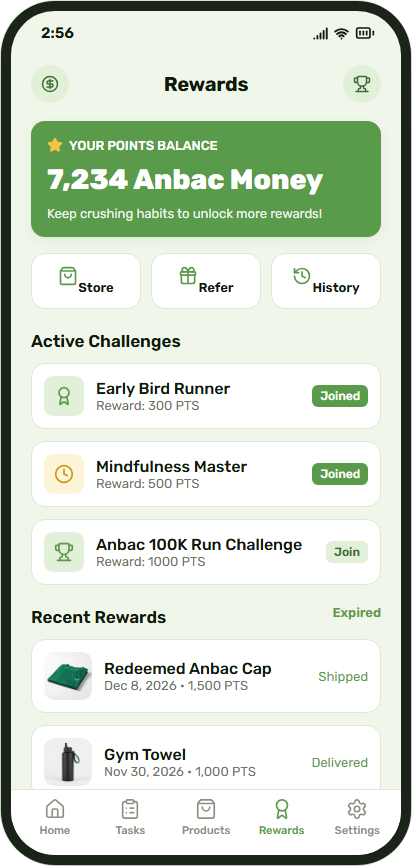 2:56
Rewards
YOUR POINTS BALANCE
7,234 Anbac Money
Keep crushing habits to unlock more rewards!
Store
Refer
History
Active Challenges
Early Bird Runner
Reward: 300 PTS
Joined
Mindfulness Master
Reward: 500 PTS
Joined
Anbac 100K Run Challenge
Reward: 1000 PTS
Join
Recent Rewards
Expired
Redeemed Anbac Cap
Dec 8, 2026 • 1,500 PTS
Shipped
Gym Towel
Nov 30, 2026 • 1,000 PTS
Delivered
Home
Tasks
Products
Rewards
Settings